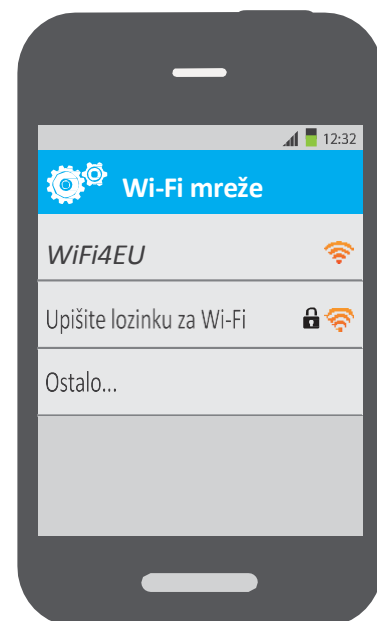 12:32
Wi-Fi mreže
WiFi4EU
Upišite lozinku za Wi-Fi
Ostalo...